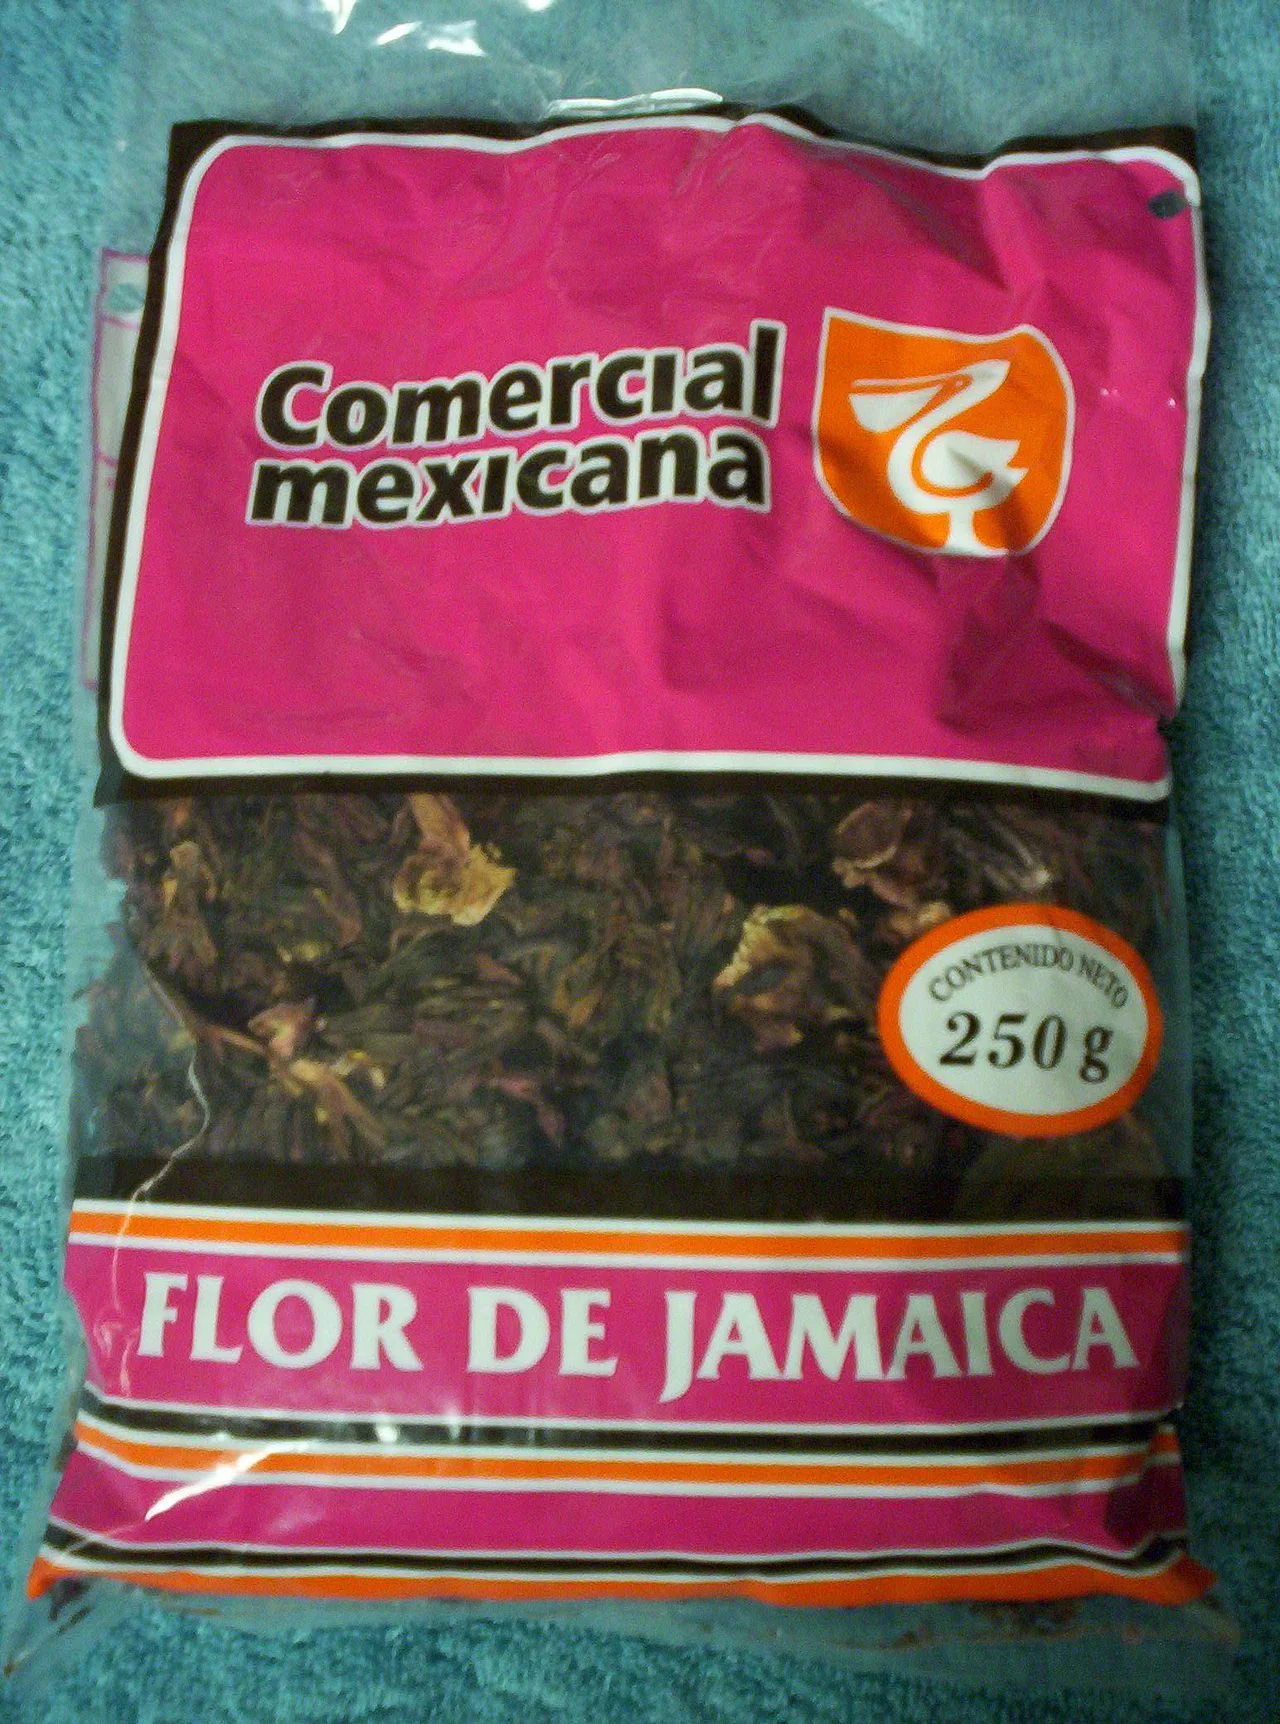 Comercial
mexicana
CONTENIDO NETO
250 g
FLOR DE JAMAICA